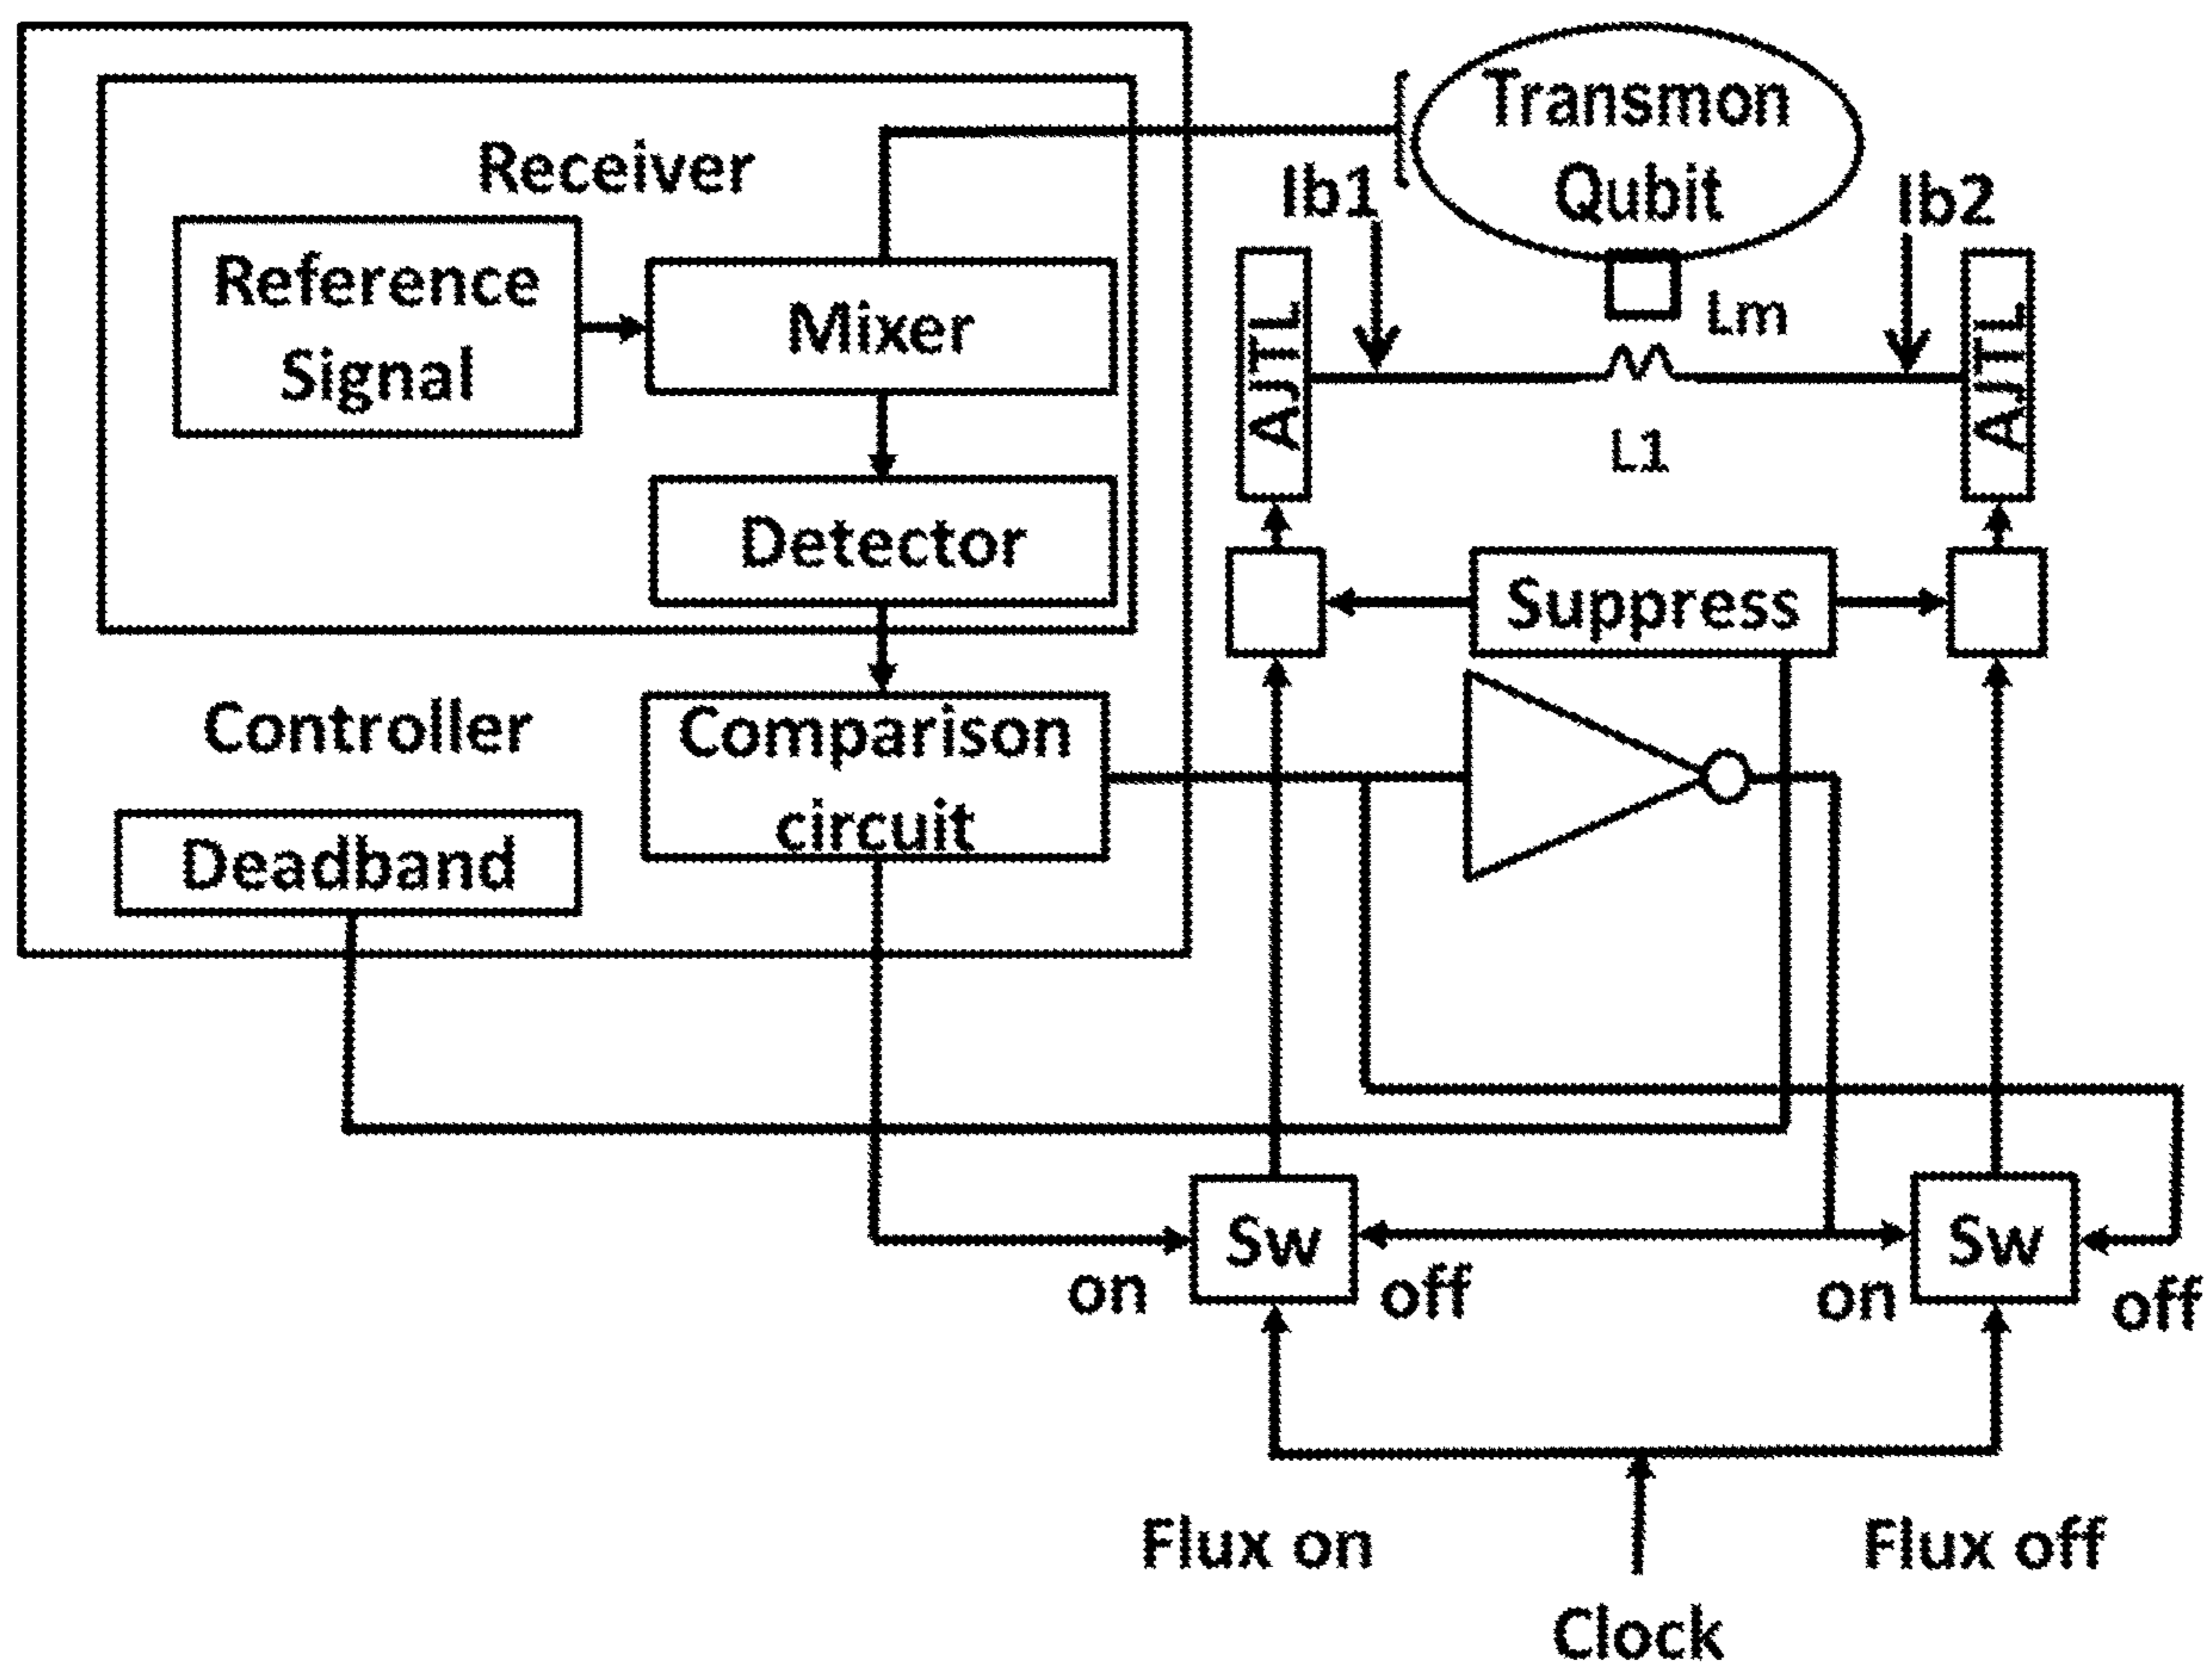 Transmon
Qubit
Receiver
Ib1
Ib2
Reference
Signal
Mixer
Lm
AJTL
AJTL
L1
Detector
Suppress
Controller
Comparison
circuit
Deadband
Sw
Sw
on
off
on
off
Flux on
Flux off
Clock